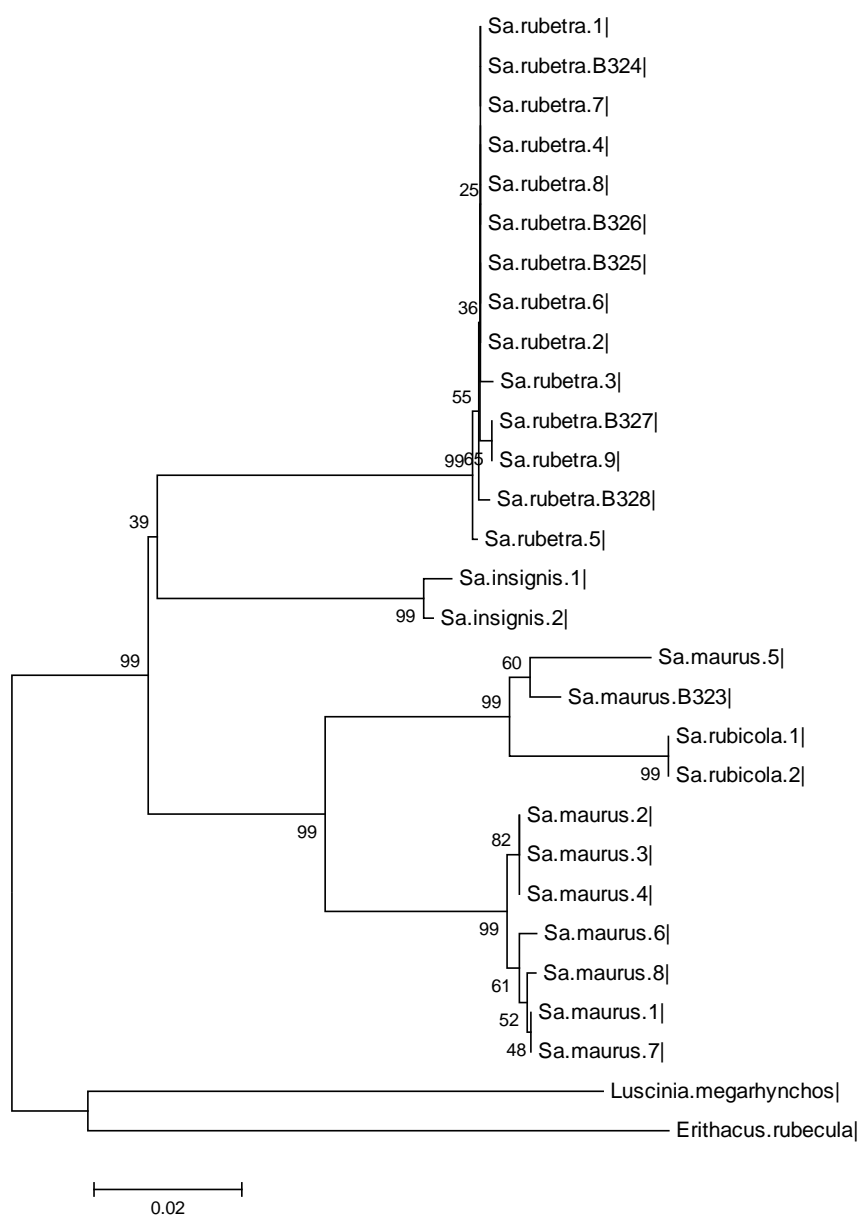 Sa.rubetra.1|
Sa.rubetra.B324|
Sa.rubetra.7|
Sa.rubetra.4|
25
Sa.rubetra.8|
Sa.rubetra.B326|
Sa.rubetra.B325|
36
Sa.rubetra.6|
Sa.rubetra.2|
Sa.rubetra.3|
55
Sa.rubetra.B327|
9965
Sa.rubetra.9|
Sa.rubetra.B328|
39
Sa.rubetra.5|
Sa.insignis.1|
99
Sa.insignis.2|
99
60
Sa.maurus.5|
99
Sa.maurus.B323|
Sa.rubicola.1|
99
Sa.rubicola.2|
Sa.maurus.2|
99
82
Sa.maurus.3|
Sa.maurus.4|
99
Sa.maurus.6|
61
Sa.maurus.8|
52
Sa.maurus.1|
48
Sa.maurus.7|
Luscinia.megarhynchos|
Erithacus.rubecula|
0.02